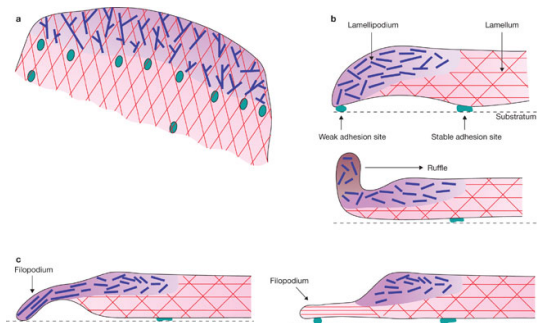 a
b
Lamellipodium
Lamellum
Substratum
Weak adhesion site
Stable adhesion site
Ruffle
c
Filopodium
Filopodium